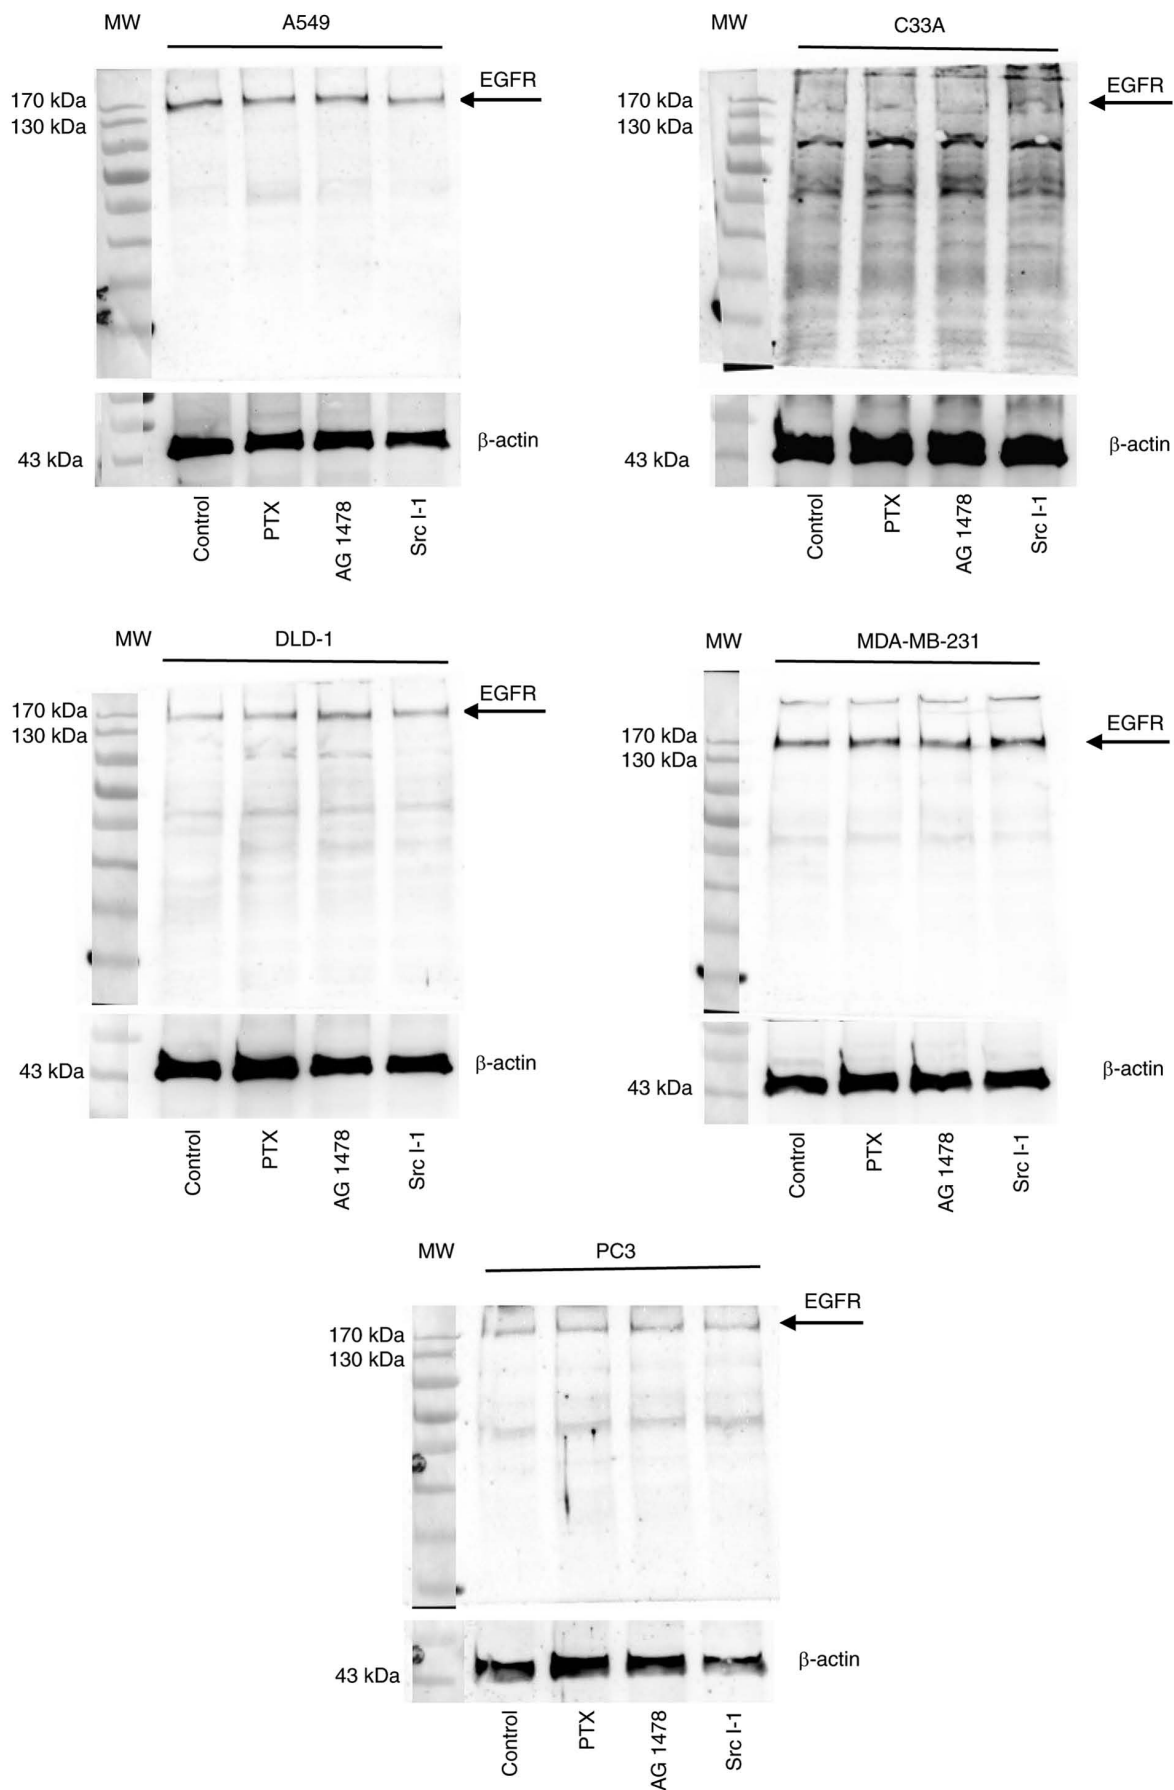 MW
A549
EGFR
170 kDa
130 kDa
β-actin
43 kDa
Control
PTX
AG 1478
Src I-1
MW
C33A
EGFR
170 kDa
130 kDa
β-actin
43 kDa
Control
PTX
AG 1478
Src I-1
MW
DLD-1
EGFR
170 kDa
130 kDa
β-actin
43 kDa
Control
PTX
AG 1478
Src I-1
MW
MDA-MB-231
EGFR
170 kDa
130 kDa
β-actin
43 kDa
Control
PTX
AG 1478
Src I-1
MW
PC3
EGFR
170 kDa
130 kDa
β-actin
43 kDa
Control
PTX
AG 1478
Src I-1